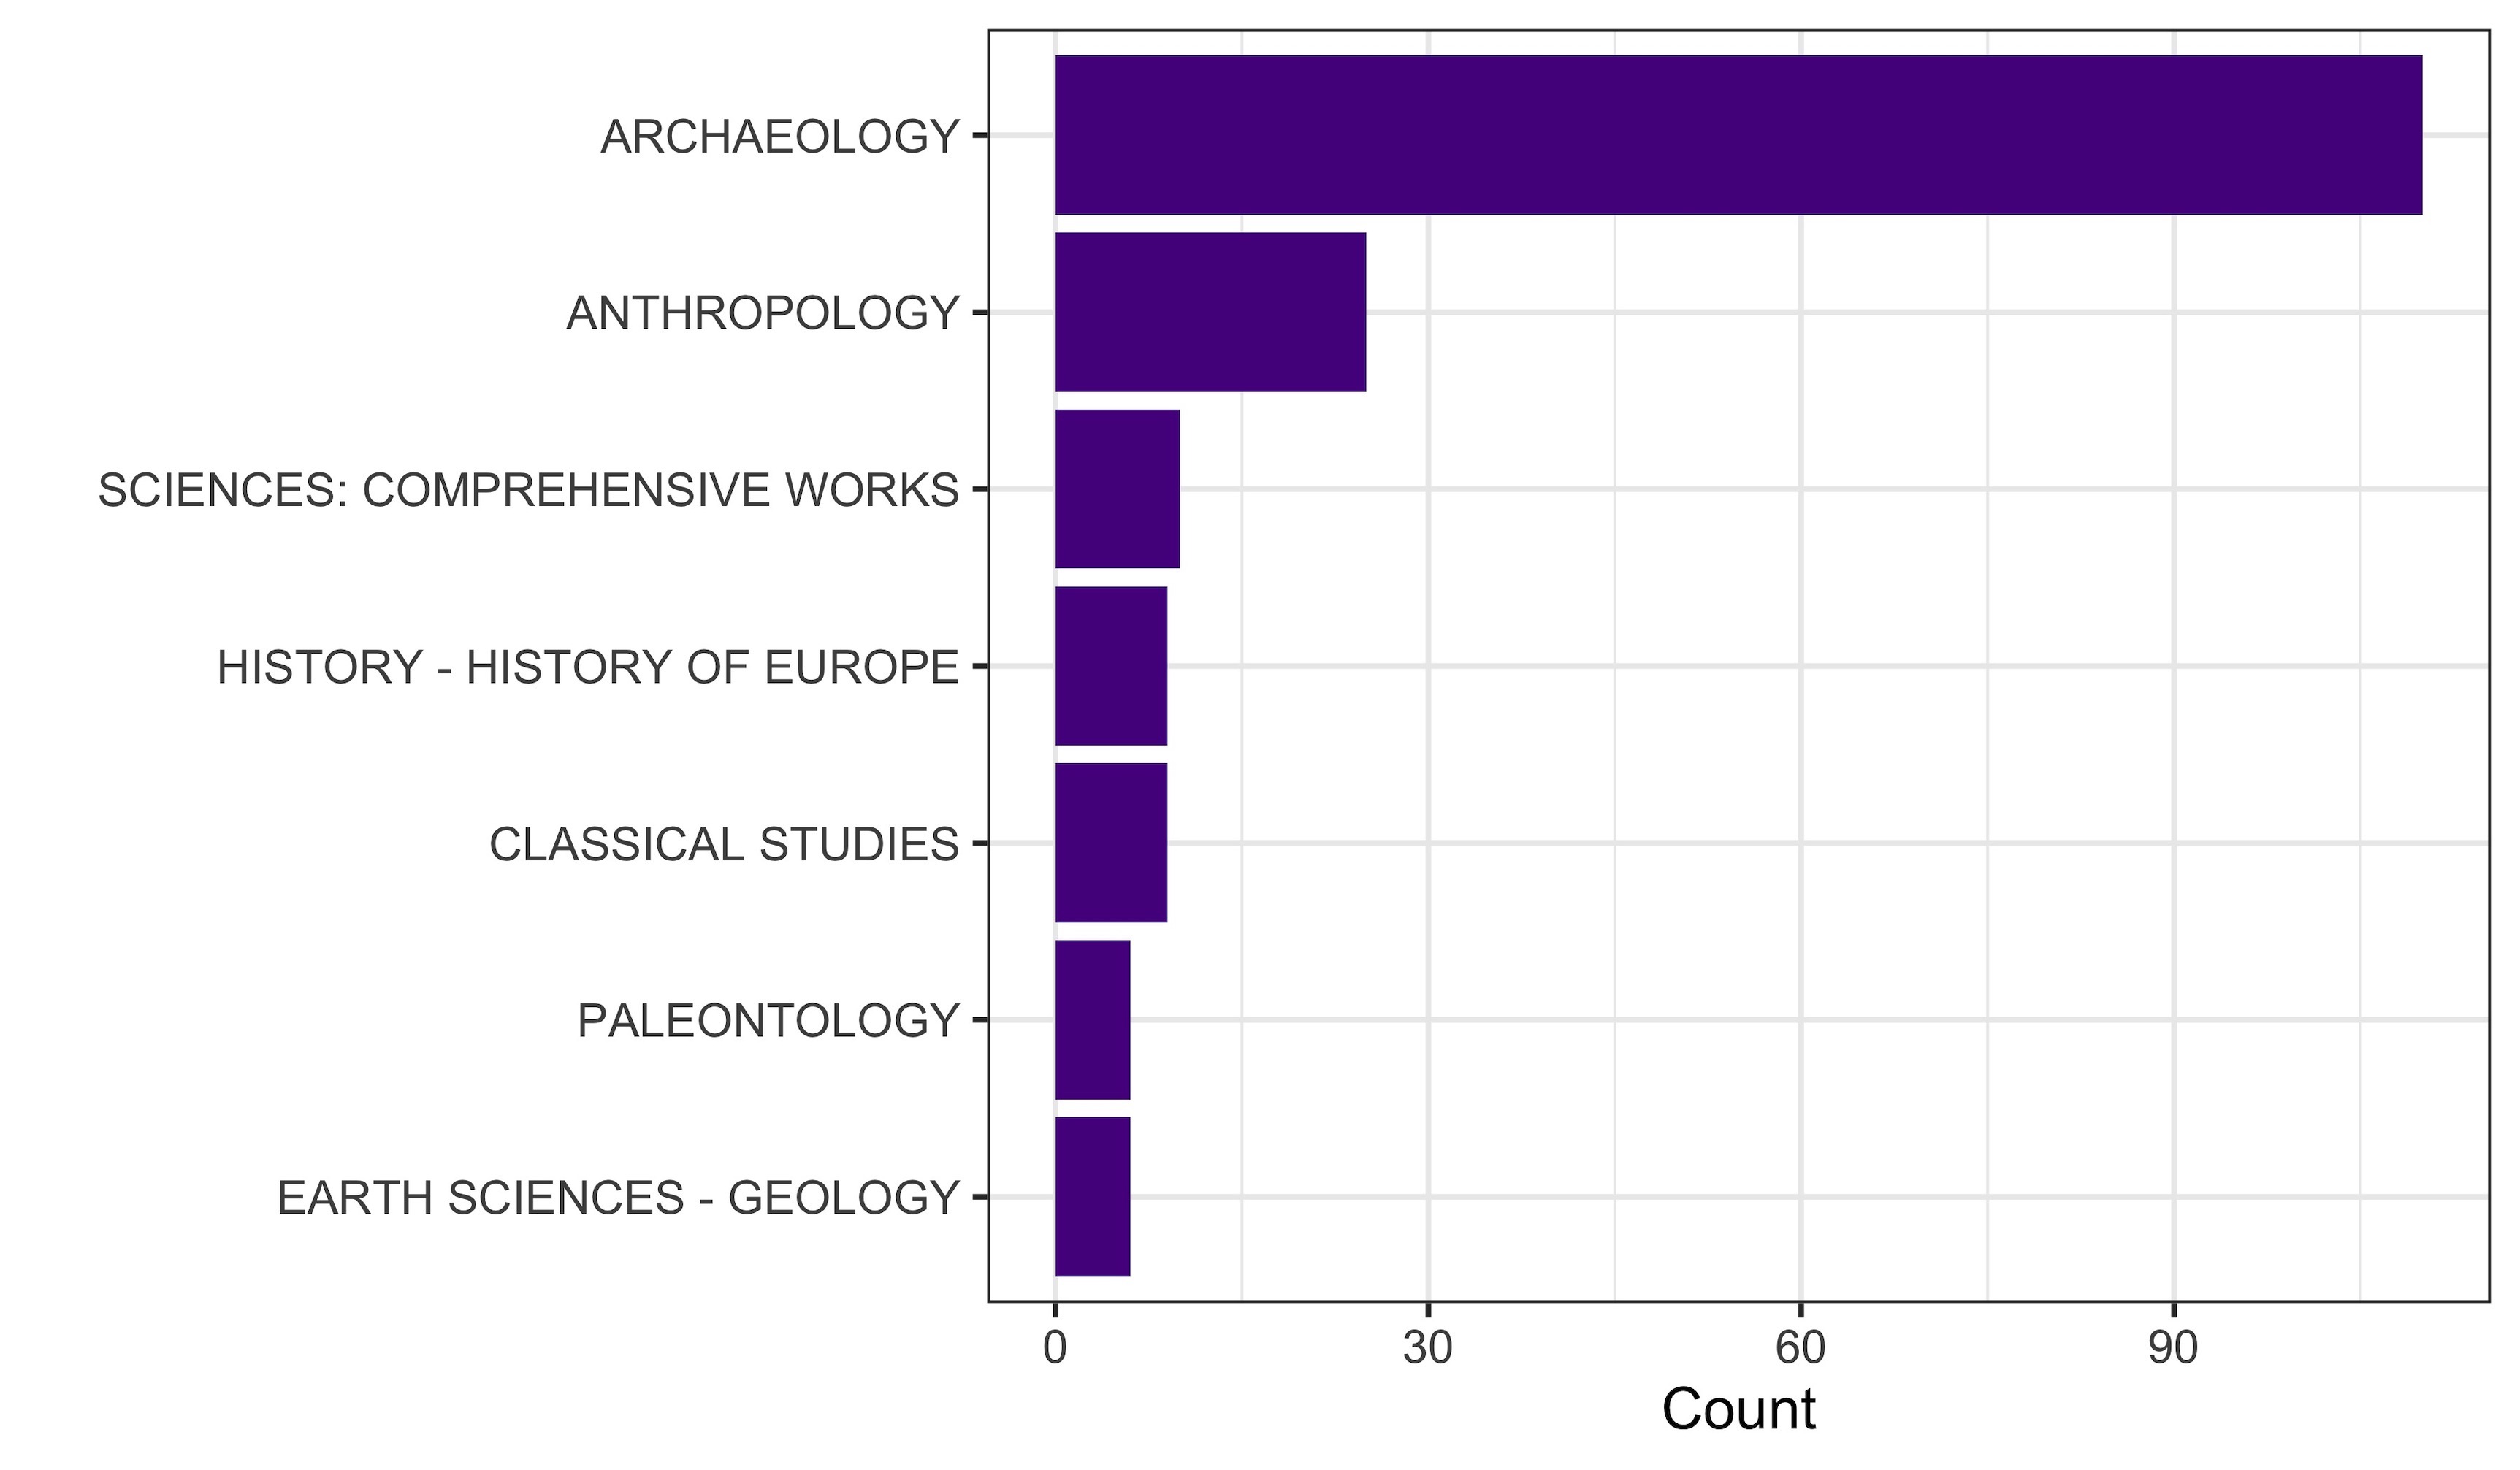 ARCHAEOLOGY
ANTHROPOLOGY
SCIENCES: COMPREHENSIVE WORKS
HISTORY - HISTORY OF EUROPE
CLASSICAL STUDIES
PALEONTOLOGY
EARTH SCIENCES - GEOLOGY
0 30 60 90
Count